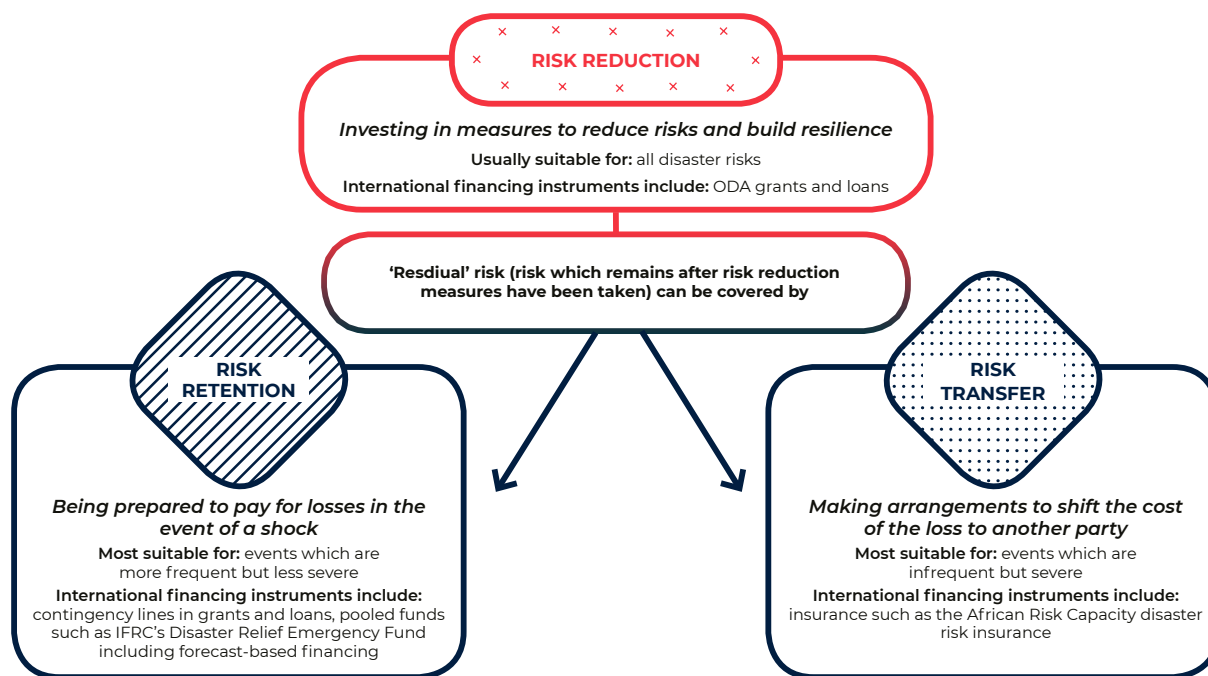 RISK REDUCTION
Investing in measures to reduce risks and build resilience
Usually suitable for: all disaster risks
International financing instruments include: ODA grants and loans
‘Resdiual’ risk (risk which remains after risk reduction
measures have been taken) can be covered by
RISK
RETENTION
Being prepared to pay for losses in the
event of a shock
Most suitable for: events which are
more frequent but less severe
International financing instruments include:
contingency lines in grants and loans, pooled funds
such as IFRC’s Disaster Relief Emergency Fund
including forecast-based financing
RISK
TRANSFER
Making arrangements to shift the cost
of the loss to another party
Most suitable for: events which are
infrequent but severe
International financing instruments include:
insurance such as the African Risk Capacity disaster
risk insurance